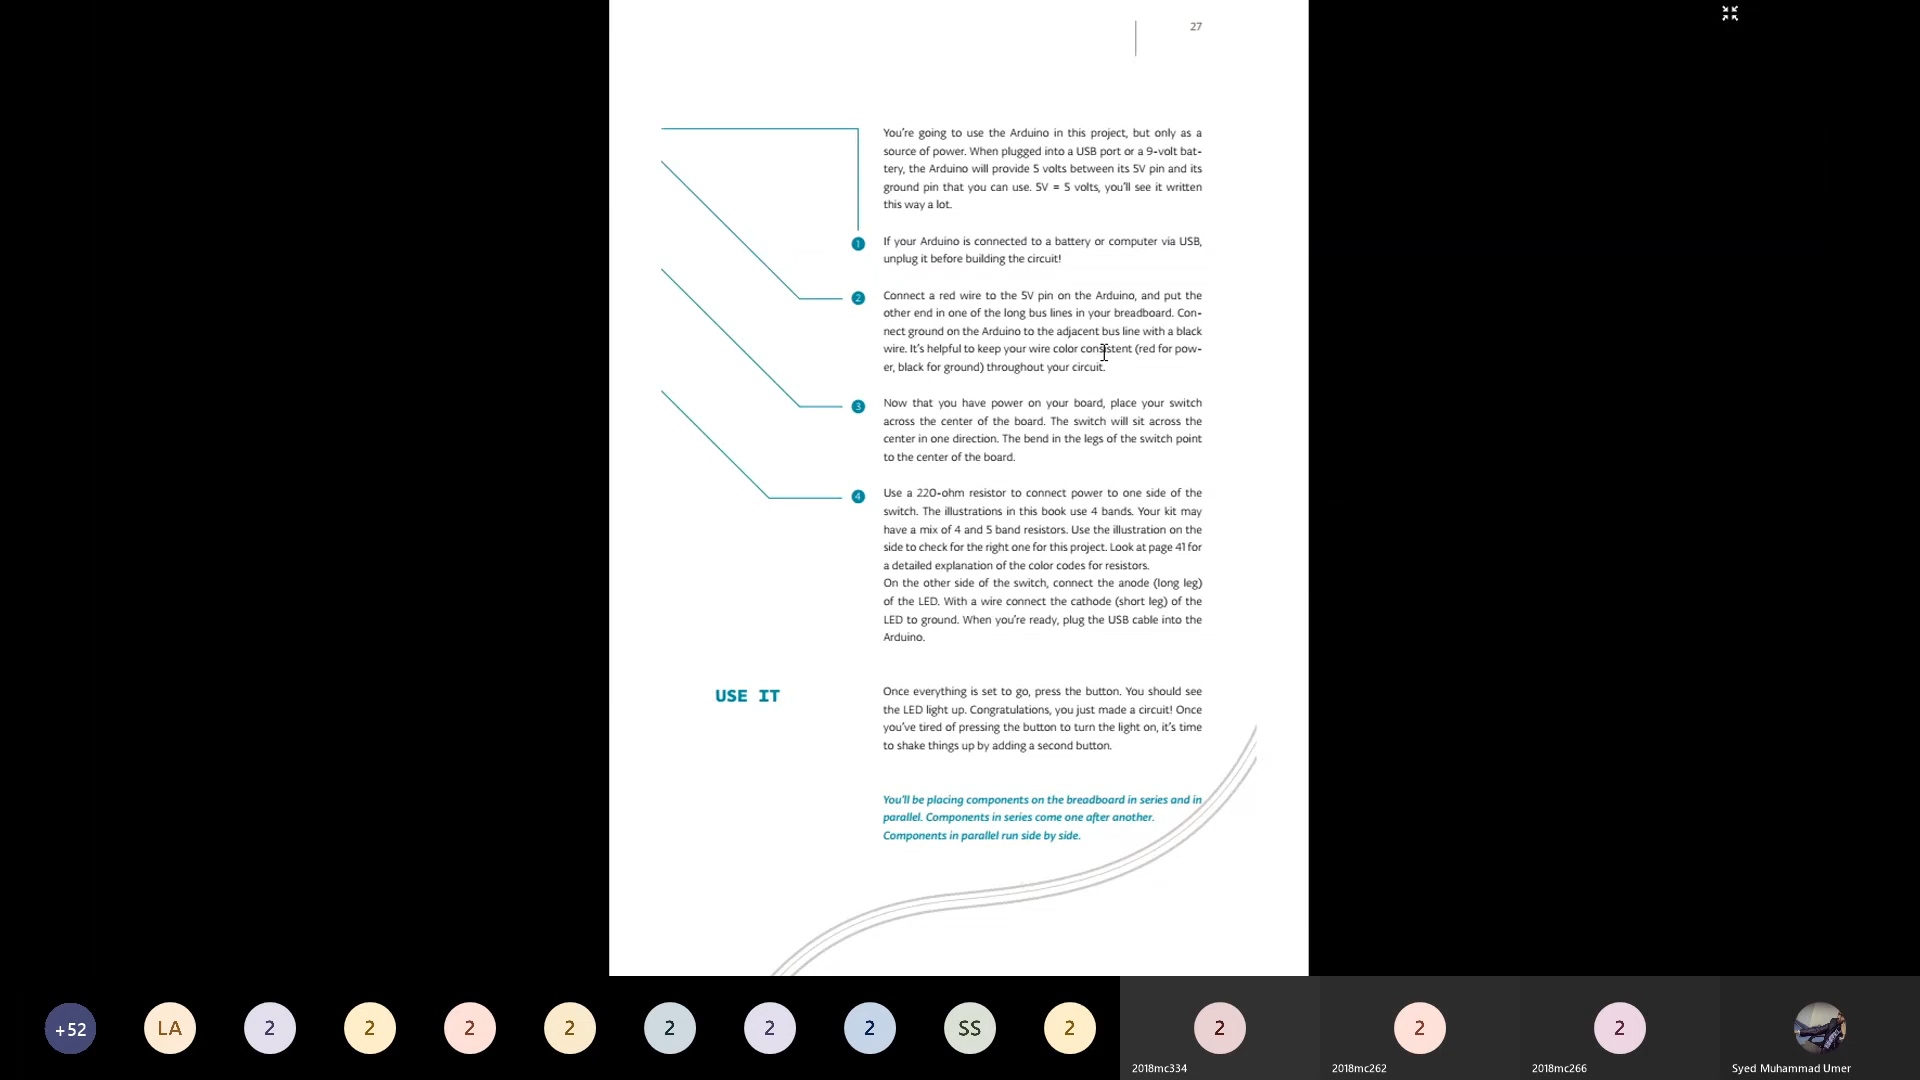 27
You're going to use the Arduino in this project, but only as a
source of power. When plugged into a USB port or a 9-volt bat-
tery, the Arduino will provide 5 volts between its 5V pin and its
ground pin that you can use. 5V = 5 volts, you'll see it written
this way a lot.
1
If your Arduino is connected to a battery or computer via USB,
unplug it before building the circuit!
2
Connect a red wire to the 5V pin on the Arduino, and put the
other end in one of the long bus lines in your breadboard. Con-
nect ground on the Arduino to the adjacent bus line with a black
wire. It's helpful to keep your wire color consistent (red for pow-
er, black for ground) throughout your circuit.
3
Now that you have power on your board, place your switch
across the center of the board. The switch will sit across the
center in one direction. The bend in the legs of the switch point
to the center of the board.
4
Use a 220-ohm resistor to connect power to one side of the
switch. The illustrations in this book use 4 bands. Your kit may
have a mix of 4 and 5 band resistors. Use the illustration on the
side to check for the right one for this project. Look at page 41 for
a detailed explanation of the color codes for resistors.
On the other side of the switch, connect the anode (long leg)
of the LED. With a wire connect the cathode (short leg) of the
LED to ground. When you're ready, plug the USB cable into the
Arduino.
USE IT
Once everything is set to go, press the button. You should see
the LED light up. Congratulations, you just made a circuit! Once
you've tired of pressing the button to turn the light on, it's time
to shake things up by adding a second button.
You'll be placing components on the breadboard in series and in
parallel. Components in series come one after another.
Components in parallel run side by side.
+52 LA 2 2 2 2 2 2 2 SS 2 2 2 2
2018mc334 2018mc262 2018mc266 Syed Muhammad Umer